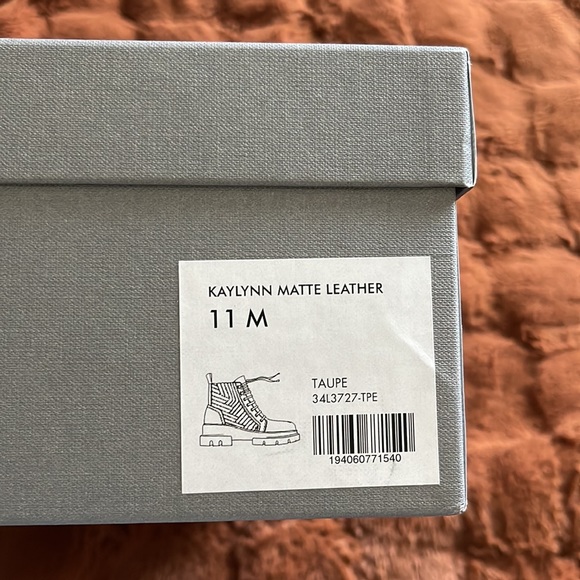 KAYLYNN MATTE LEATHER
11 M
TAUPE
34L3727-TPE
194060771540